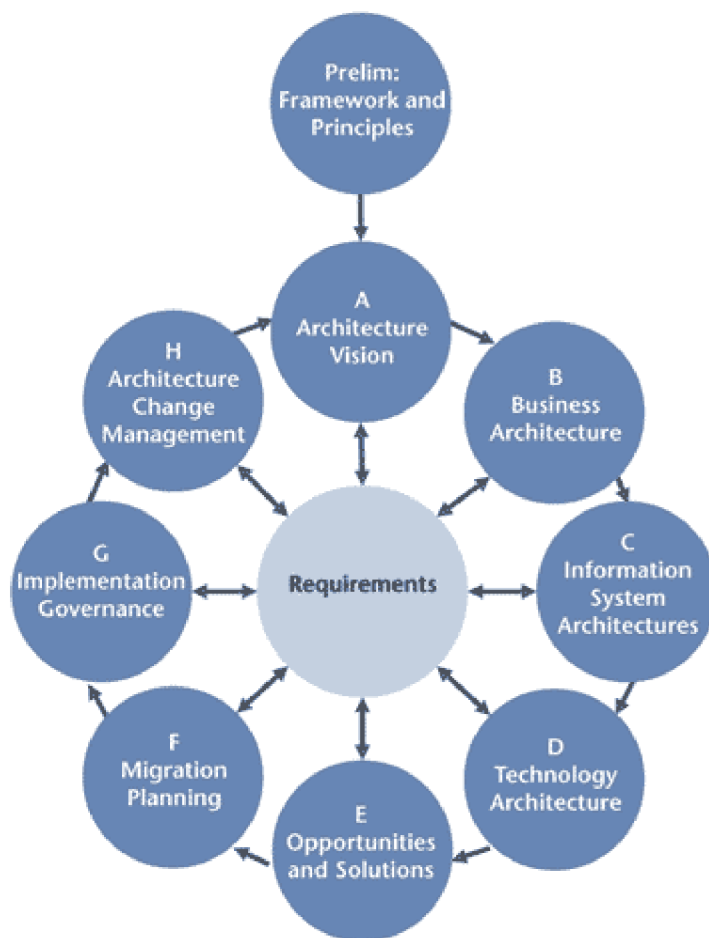 Prelim:
Framework and
Principles
A
Architecture
Vision
B
Business
Architecture
C
Information
System
Architectures
D
Technology
Architecture
E
Opportunities
and Solutions
F
Migration
Planning
G
Implementation
Governance
H
Architecture
Change
Management
Requirements